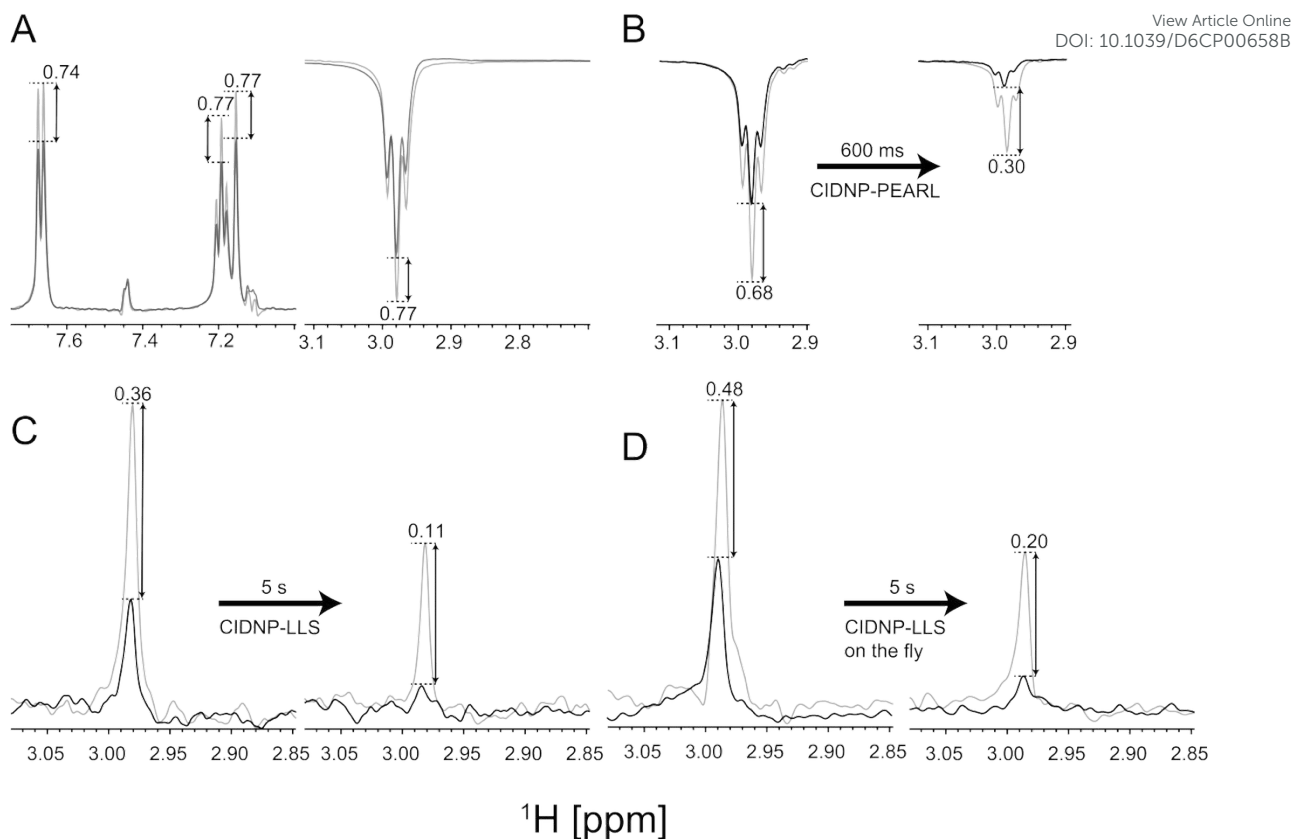 View Article Online
DOI: 10.1039/D6CP00658B
A
0.74
0.77
0.77
0.77
7.6 7.4 7.2
3.1 3.0 2.9 2.8
B
0.68
600 ms
CIDNP-PEARL
0.30
3.1 3.0 2.9
3.1 3.0 2.9
C
0.36
5 s
CIDNP-LLS
0.11
3.05 3.00 2.95 2.90 2.85
3.05 3.00 2.95 2.90 2.85
D
0.48
5 s
CIDNP-LLS
on the fly
0.20
3.05 3.00 2.95 2.90 2.85
3.05 3.00 2.95 2.90 2.85
¹H [ppm]